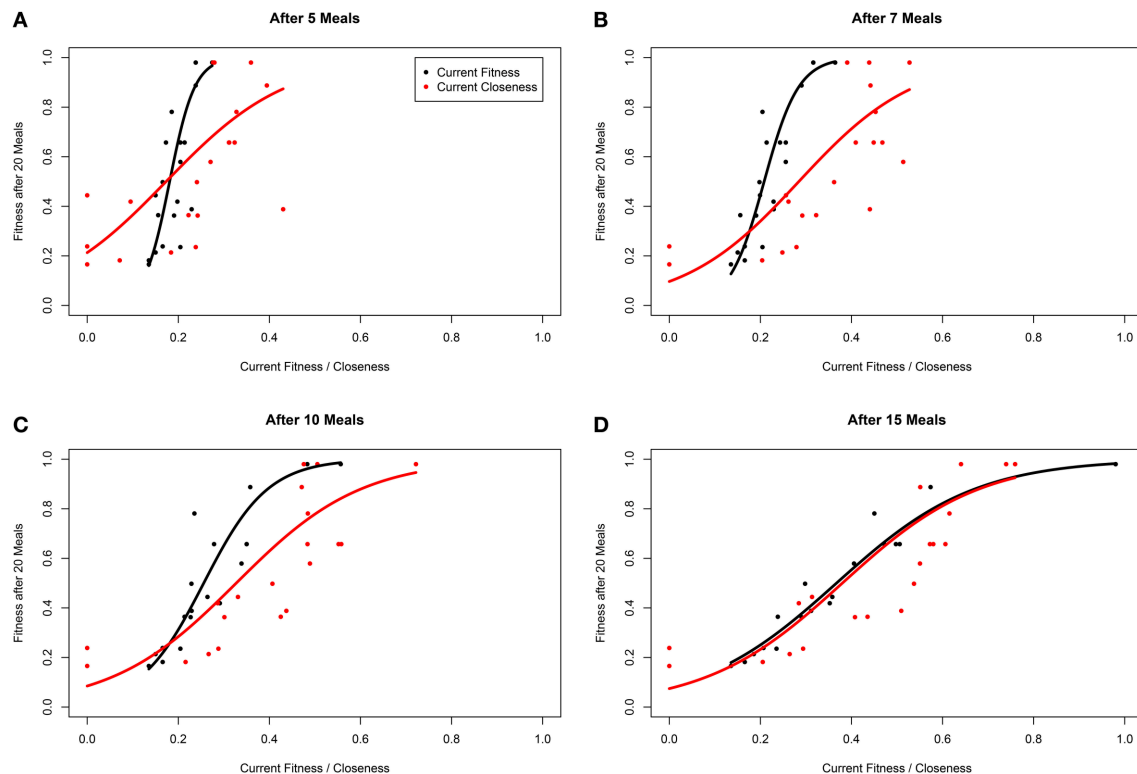 A
After 5 Meals
Fitness after 20 Meals
1.0
0.8
0.6
0.4
0.2
0.0
Current Fitness
Current Closeness
0.0 0.2 0.4 0.6 0.8 1.0
Current Fitness / Closeness
B
After 7 Meals
Fitness after 20 Meals
1.0
0.8
0.6
0.4
0.2
0.0
0.0 0.2 0.4 0.6 0.8 1.0
Current Fitness / Closeness
C
After 10 Meals
Fitness after 20 Meals
1.0
0.8
0.6
0.4
0.2
0.0
0.0 0.2 0.4 0.6 0.8 1.0
Current Fitness / Closeness
D
After 15 Meals
Fitness after 20 Meals
1.0
0.8
0.6
0.4
0.2
0.0
0.0 0.2 0.4 0.6 0.8 1.0
Current Fitness / Closeness